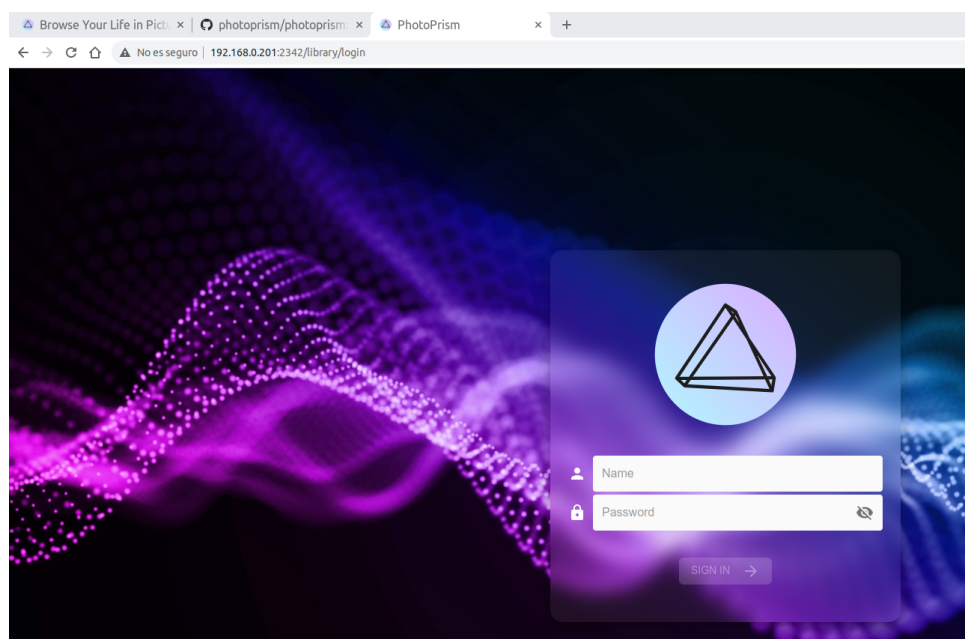 Browse Your Life in Pict
photoprism/photoprism:
PhotoPrism
No es seguro
192.168.0.201:2342/library/login
Name
Password
SIGN IN